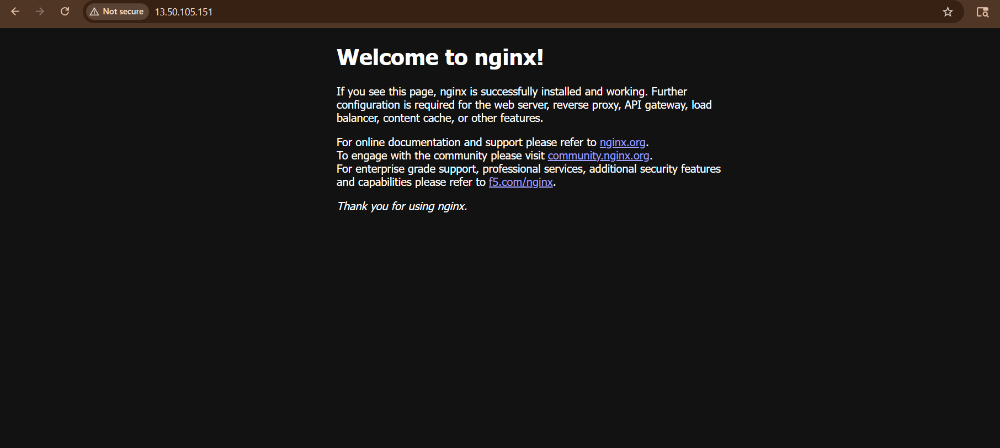 Not secure 13.50.105.151
Welcome to nginx!
If you see this page, nginx is successfully installed and working. Further
configuration is required for the web server, reverse proxy, API gateway, load
balancer, content cache, or other features.
For online documentation and support please refer to nginx.org.
To engage with the community please visit community.nginx.org.
For enterprise grade support, professional services, additional security features
and capabilities please refer to f5.com/nginx.
Thank you for using nginx.